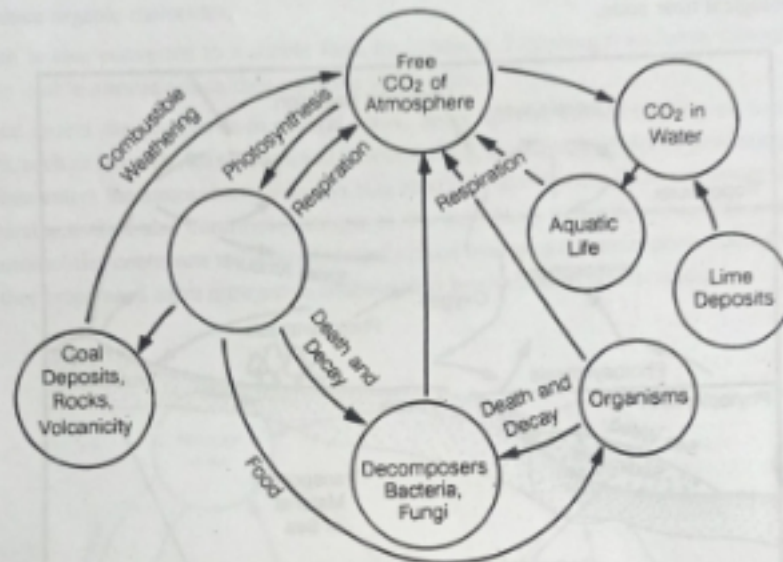 Free
CO₂ of
Atmosphere
CO₂ in
Water
Combustible
Weathering
Photosynthesis
Respiration
Respiration
Aquatic
Life
Lime
Deposits
Coal
Deposits,
Rocks,
Volcanicity
Death and
Decay
Death and
Decay
Organisms
Food
Decomposers
Bacteria,
Fungi